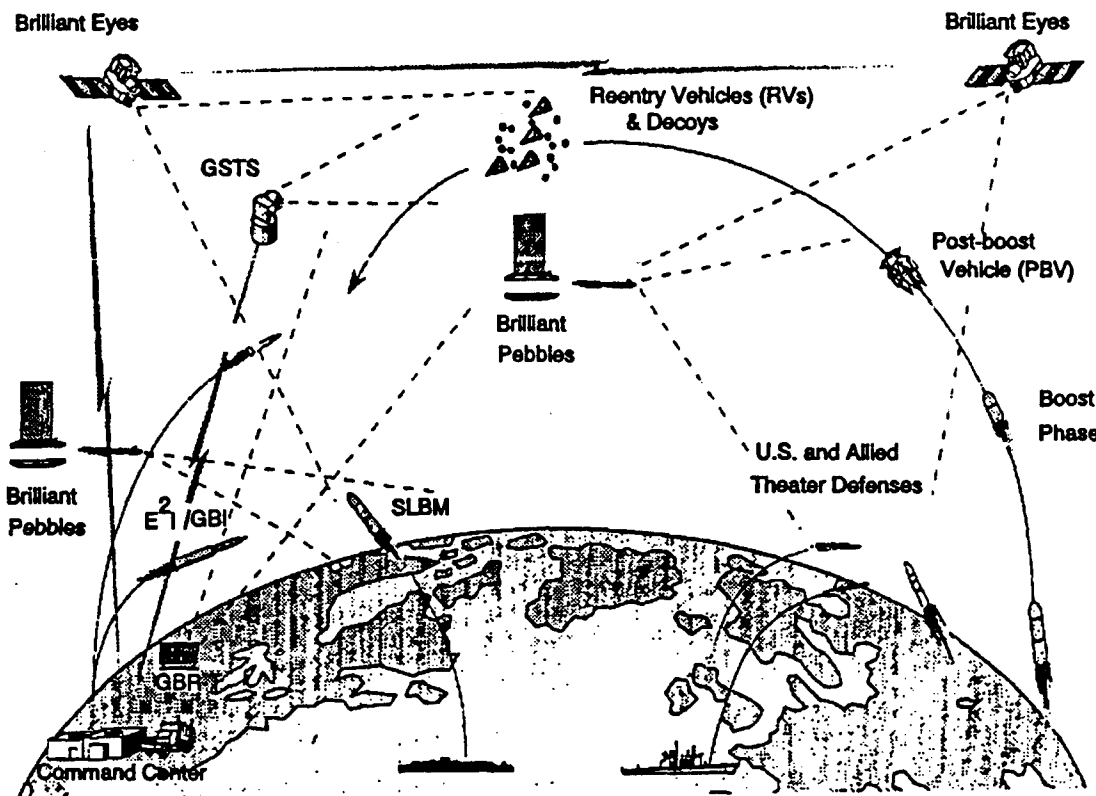 Brilliant Eyes
Brilliant Eyes
Reentry Vehicles (RVs)
& Decoys
GSTS
Post-boost
Vehicle (PBV)
Brilliant
Pebbles
Boost
Phase
U.S. and Allied
Theater Defenses
Brilliant
Pebbles
E²I
GBI
SLBM
GBR
Command Center